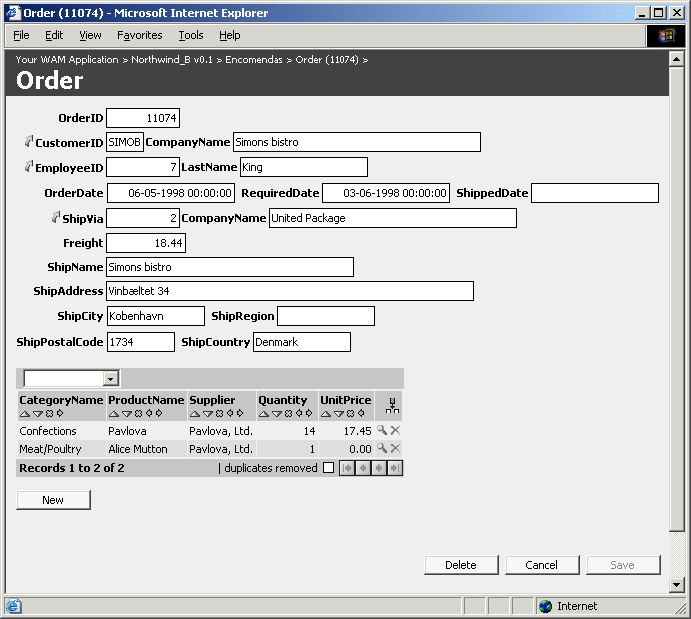 Order (11074) - Microsoft Internet Explorer
File Edit View Favorites Tools Help
Your WAM Application > Northwind_B v0.1 > Encomendas > Order (11074) >
Order
OrderID 11074
CustomerID SIMOB CompanyName Simons bistro
EmployeeID 7 LastName King
OrderDate 06-05-1998 00:00:00 RequiredDate 03-06-1998 00:00:00 ShippedDate
ShipVia 2 CompanyName United Package
Freight 18.44
ShipName Simons bistro
ShipAddress Vinbæltet 34
ShipCity Kobenhavn ShipRegion
ShipPostalCode 1734 ShipCountry Denmark
CategoryName ProductName Supplier Quantity UnitPrice
Confections Pavlova Pavlova, Ltd. 14 17.45
Meat/Poultry Alice Mutton Pavlova, Ltd. 1 0.00
Records 1 to 2 of 2 | duplicates removed
New
Delete Cancel Save
Internet